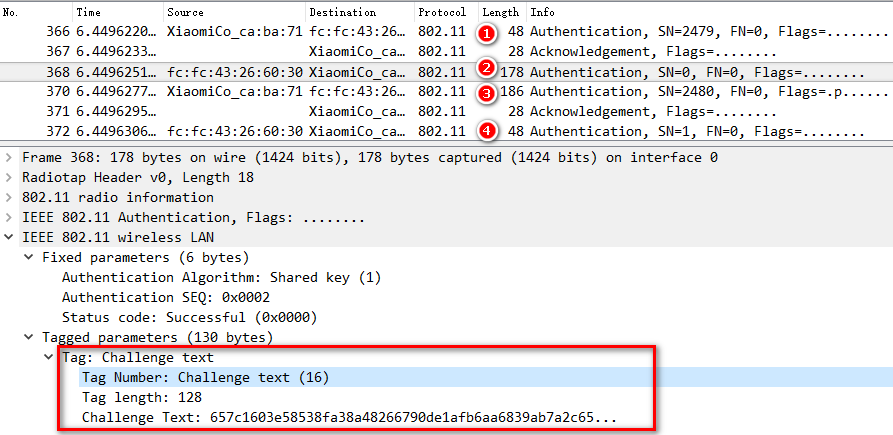 No. Time Source Destination Protocol Length Info
366 6.4496220… XiaomiCo_ca:ba:71 fc:fc:43:26… 802.11 1 48 Authentication, SN=2479, FN=0, Flags=........
367 6.4496233… XiaomiCo_ca… 802.11 28 Acknowledgement, Flags=........
368 6.4496251… fc:fc:43:26:60:30 XiaomiCo_ca… 802.11 2 178 Authentication, SN=0, FN=0, Flags=........
370 6.4496277… XiaomiCo_ca:ba:71 fc:fc:43:26… 802.11 3 186 Authentication, SN=2480, FN=0, Flags=.p......
371 6.4496295… XiaomiCo_ca… 802.11 28 Acknowledgement, Flags=........
372 6.4496306… fc:fc:43:26:60:30 XiaomiCo_ca… 802.11 4 48 Authentication, SN=1, FN=0, Flags=........
Frame 368: 178 bytes on wire (1424 bits), 178 bytes captured (1424 bits) on interface 0
Radiotap Header v0, Length 18
802.11 radio information
IEEE 802.11 Authentication, Flags: ........
IEEE 802.11 wireless LAN
Fixed parameters (6 bytes)
Authentication Algorithm: Shared key (1)
Authentication SEQ: 0x0002
Status code: Successful (0x0000)
Tagged parameters (130 bytes)
Tag: Challenge text
Tag Number: Challenge text (16)
Tag length: 128
Challenge Text: 657c1603e58538fa38a48266790de1afb6aa6839ab7a2c65...